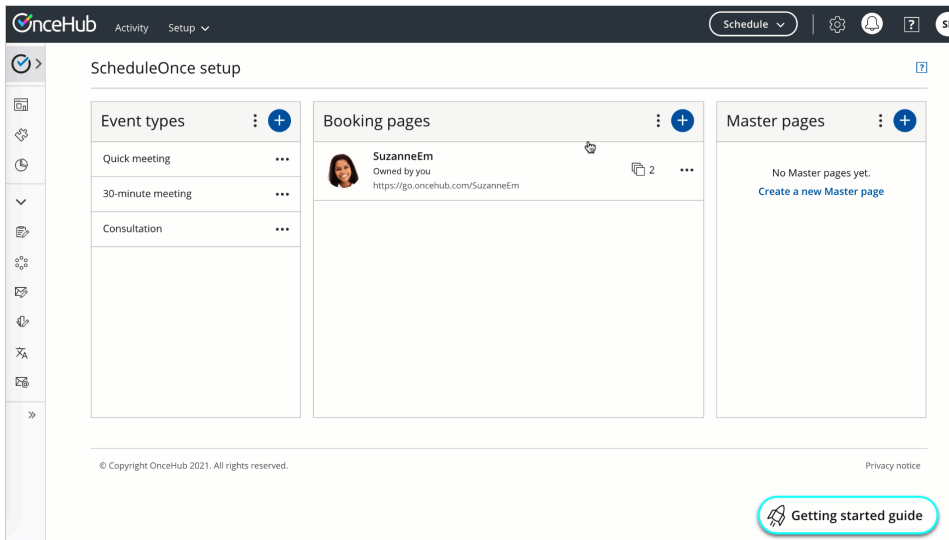 OnceHub
Activity
Setup
Schedule
?
ScheduleOnce setup
?
Event types
Quick meeting
30-minute meeting
Consultation
Booking pages
SuzanneEm
Owned by you
https://go.oncehub.com/SuzanneEm
2
Master pages
No Master pages yet.
Create a new Master page
© Copyright OnceHub 2021. All rights reserved.
Privacy notice
Getting started guide